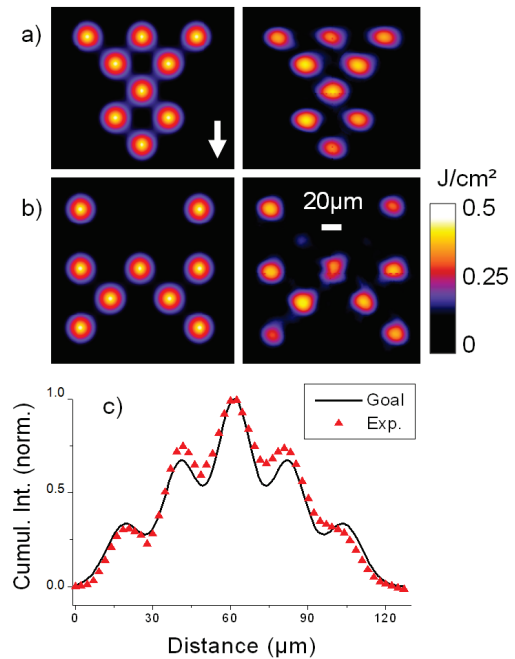 a)
J/cm²
b)
20µm
0.5
0.25
0
c)
Goal
Exp.
Cumul. Int. (norm.)
1.0
0.5
0.0
0 30 60 90 120
Distance (µm)